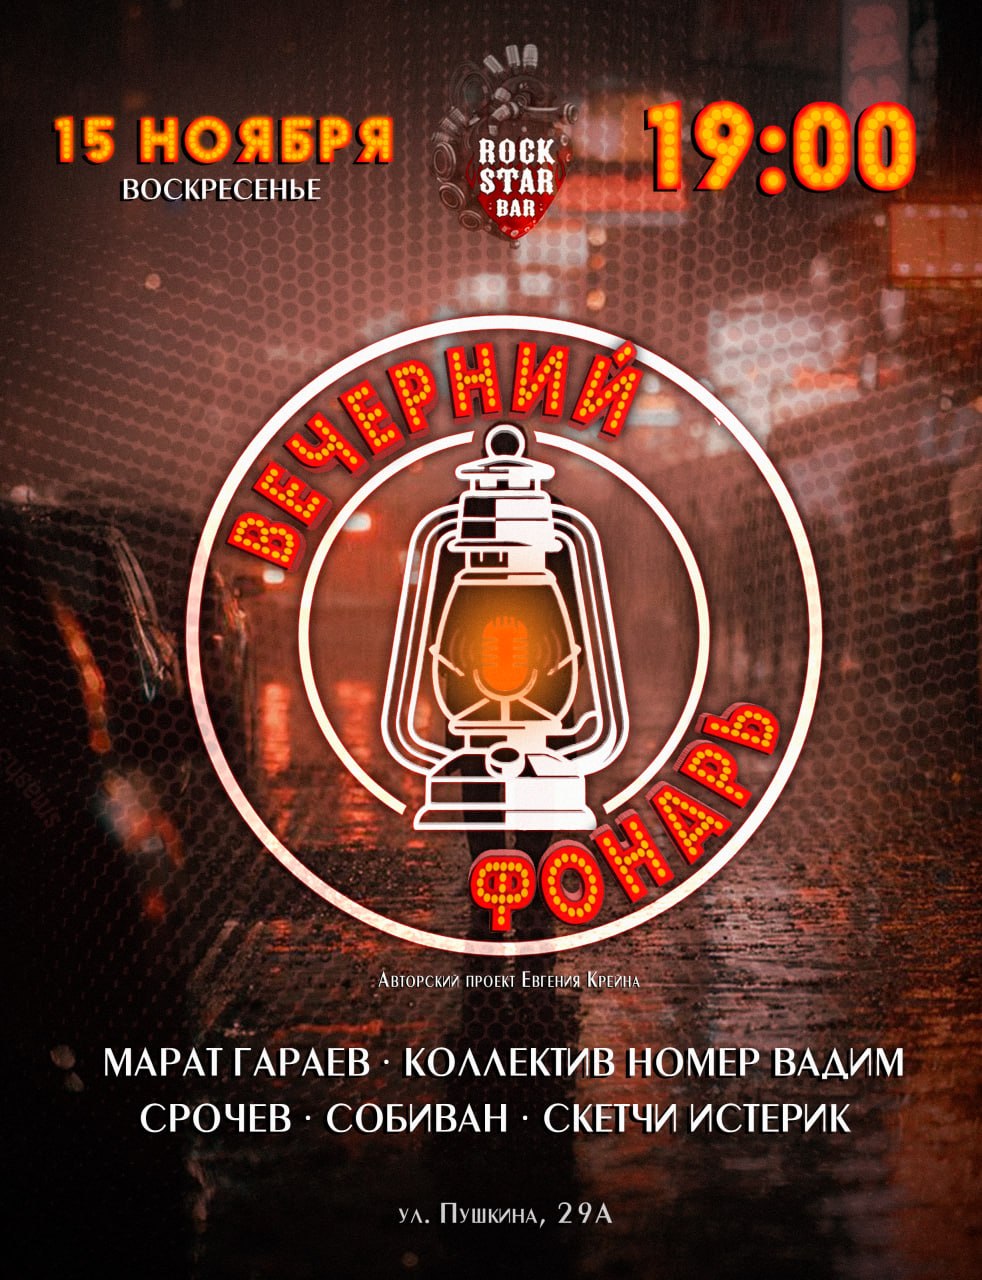 15 НОЯБРЯ
ВОСКРЕСЕНЬЕ
ROCK
STAR
BAR
19:00
ВЕЧЕРНИЙ
ФОНАРЬ
Авторский проект Евгения Крейна
МАРАТ ГАРАЕВ · КОЛЛЕКТИВ НОМЕР ВАДИМ
СРОЧЕВ · СОБИВАН · СКЕТЧИ ИСТЕРИК
ул. Пушкина, 29А